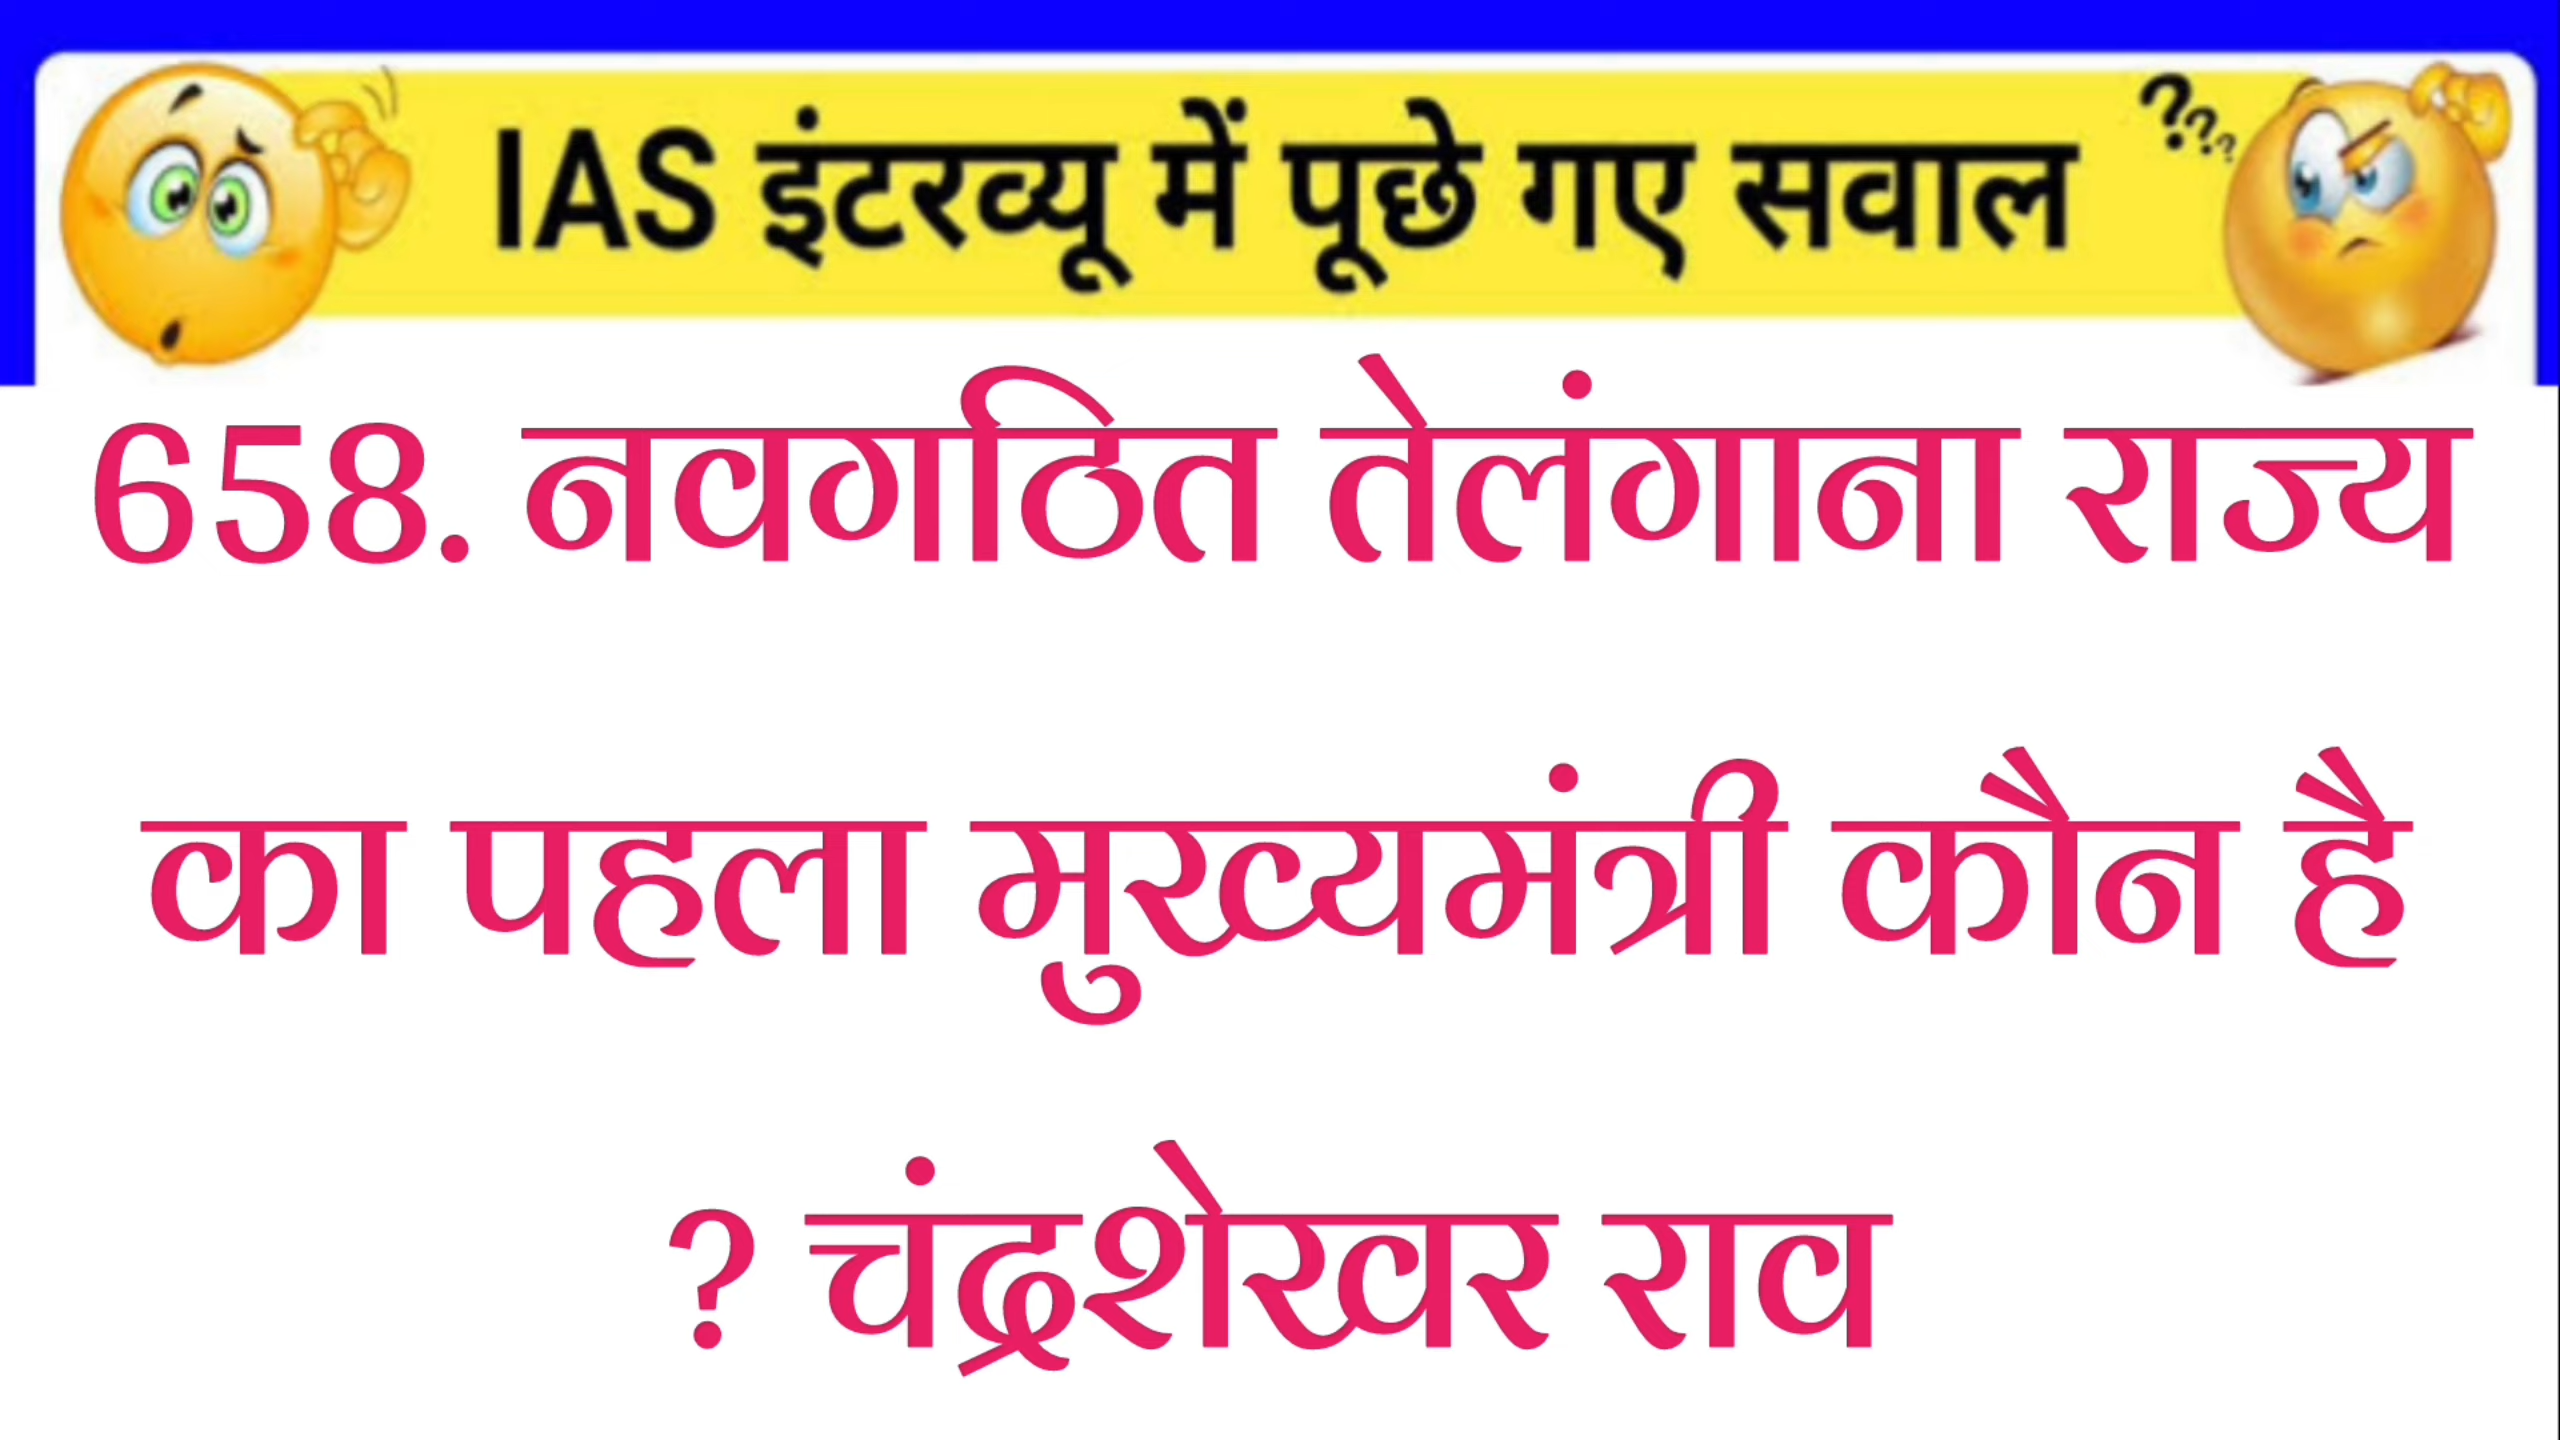 IAS इंटरव्यू में पूछे गए सवाल
???
658. नवगठित तेलंगाना राज्य
का पहला मुख्यमंत्री कौन है
? चंद्रशेखर राव